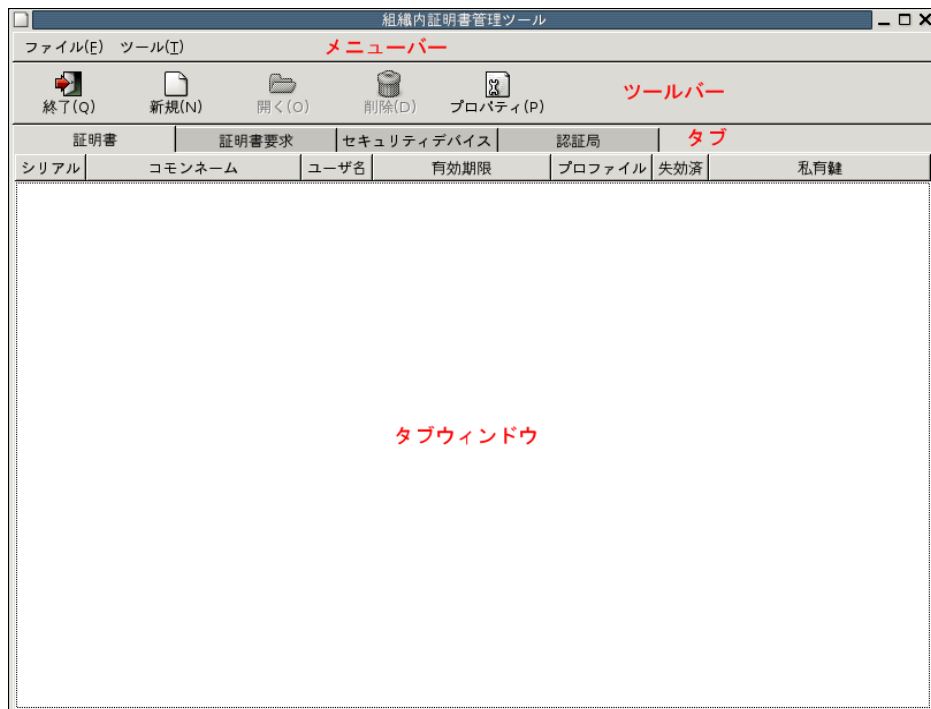 組織内証明書管理ツール
ファイル(F) ツール(T) メニューバー
終了(Q) 新規(N) 開く(O) 削除(D) プロパティ(P) ツールバー
証明書 証明書要求 セキュリティデバイス 認証局 タブ
シリアル コモンネーム ユーザ名 有効期限 プロファイル 失効済 私有鍵
タブウィンドウ